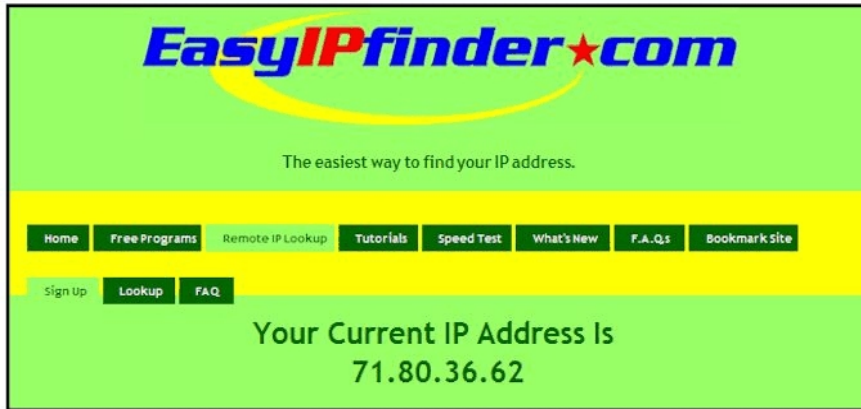 EasyIPfinder★com
The easiest way to find your IP address.
Home Free Programs Remote IP Lookup Tutorials Speed Test What's New F.A.Q.s Bookmark Site
Sign Up Lookup FAQ
Your Current IP Address Is
71.80.36.62